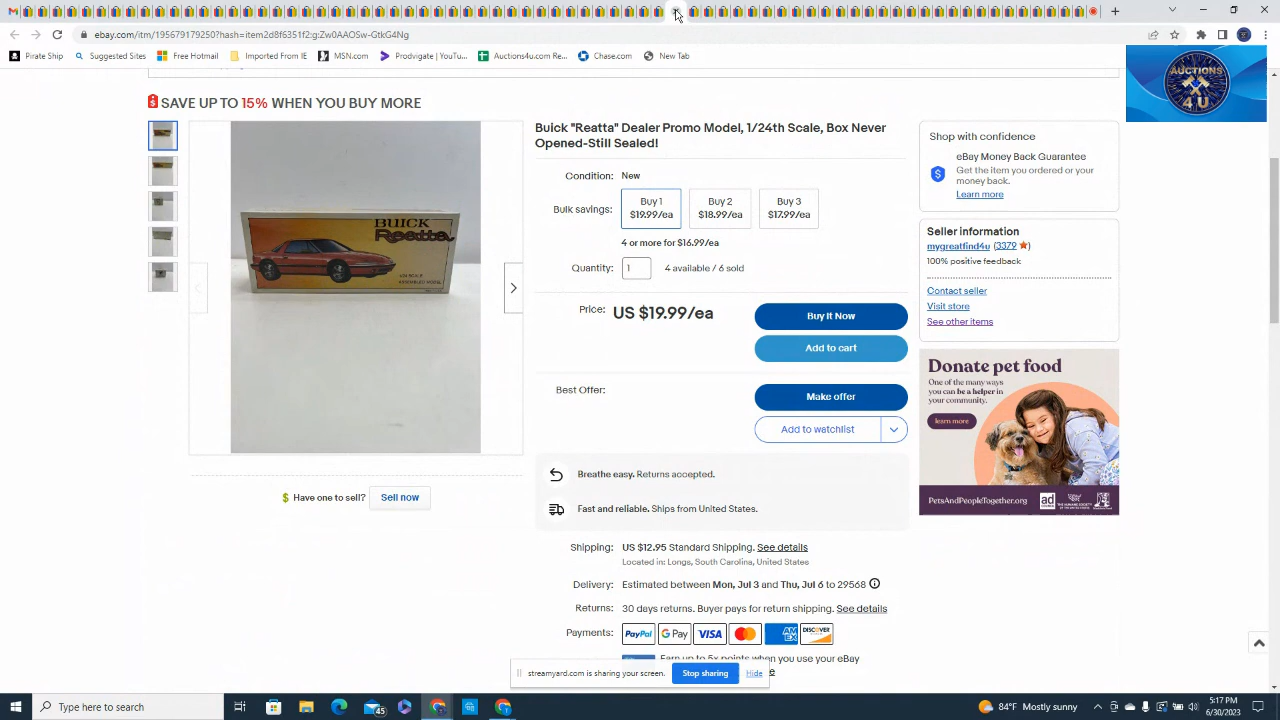 ebay.com/itm/195679179250?hash=item2d8f6351f2:g:Zw0AAOSw-GtkG4Ng
Pirate Ship
Suggested Sites
Free Hotmail
Imported From IE
MSN.com
Prodvigate | YouTu...
Auctions4u.com Res...
Chase.com
New Tab
AUCTIONS
4 U
SAVE UP TO 15% WHEN YOU BUY MORE
BUICK
Reatta
Buick "Reatta" Dealer Promo Model, 1/24th Scale, Box Never
Opened-Still Sealed!
Condition: New
Bulk savings:
Buy 1
$19.99/ea
Buy 2
$18.99/ea
Buy 3
$17.99/ea
4 or more for $16.99/ea
Quantity: 1 4 available / 6 sold
Price: US $19.99/ea
Buy It Now
Add to cart
Best Offer:
Make offer
Add to watchlist
Breathe easy. Returns accepted.
Fast and reliable. Ships from United States.
Have one to sell? Sell now
Shipping: US $12.95 Standard Shipping. See details
Located in: Longs, South Carolina, United States
Delivery: Estimated between Mon, Jul 3 and Thu, Jul 6 to 29568
Returns: 30 days returns. Buyer pays for return shipping. See details
Payments: PayPal G Pay VISA MasterCard AM EX DISCOVER
Earn up to 5x points when you use your eBay
Shop with confidence
eBay Money Back Guarantee
Get the item you ordered or your
money back.
Learn more
Seller information
mygreatfind4u (3379)
100% positive feedback
Contact seller
Visit store
See other items
Donate pet food
One of the many ways
you can be a helper in
your community.
learn more
PetsAndPeopleTogether.org
ad
streamyard.com is sharing your screen.
Stop sharing
Hide
Type here to search
45
84°F Mostly sunny
5:17 PM
6/30/2023